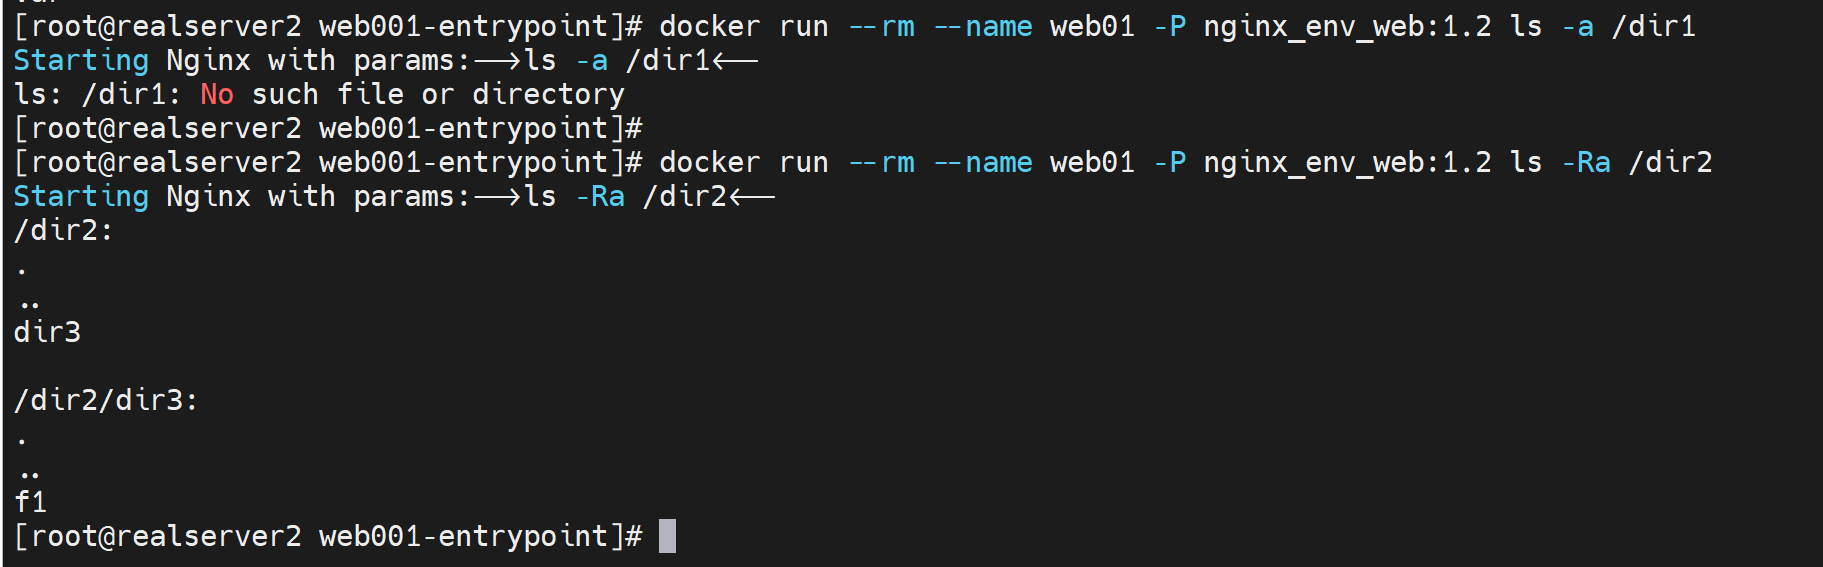 [root@realserver2 web001-entrypoint]# docker run --rm --name web01 -P nginx_env_web:1.2 ls -a /dir1
Starting Nginx with params:-->ls -a /dir1<--
ls: /dir1: No such file or directory
[root@realserver2 web001-entrypoint]#
[root@realserver2 web001-entrypoint]# docker run --rm --name web01 -P nginx_env_web:1.2 ls -Ra /dir2
Starting Nginx with params:-->ls -Ra /dir2<--
/dir2:
.
..
dir3

/dir2/dir3:
.
..
f1
[root@realserver2 web001-entrypoint]#